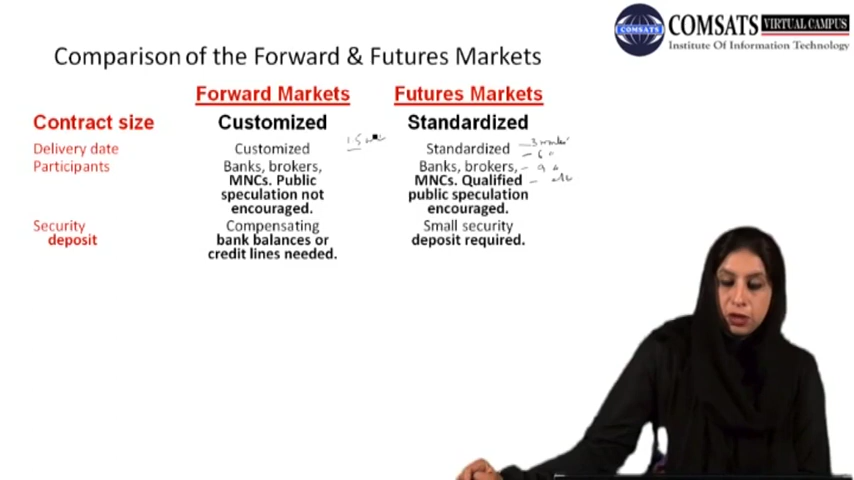 COMSATS
COMSATS VIRTUAL CAMPUS
Institute Of Information Technology
Comparison of the Forward & Futures Markets
Forward Markets Futures Markets
Contract size Customized Standardized
Delivery date Customized Standardized 3
Participants Banks, brokers, Banks, brokers,
MNCs. Public MNCs. Qualified
speculation not public speculation
encouraged. encouraged.
Security Compensating Small security
deposit bank balances or deposit required.
credit lines needed.